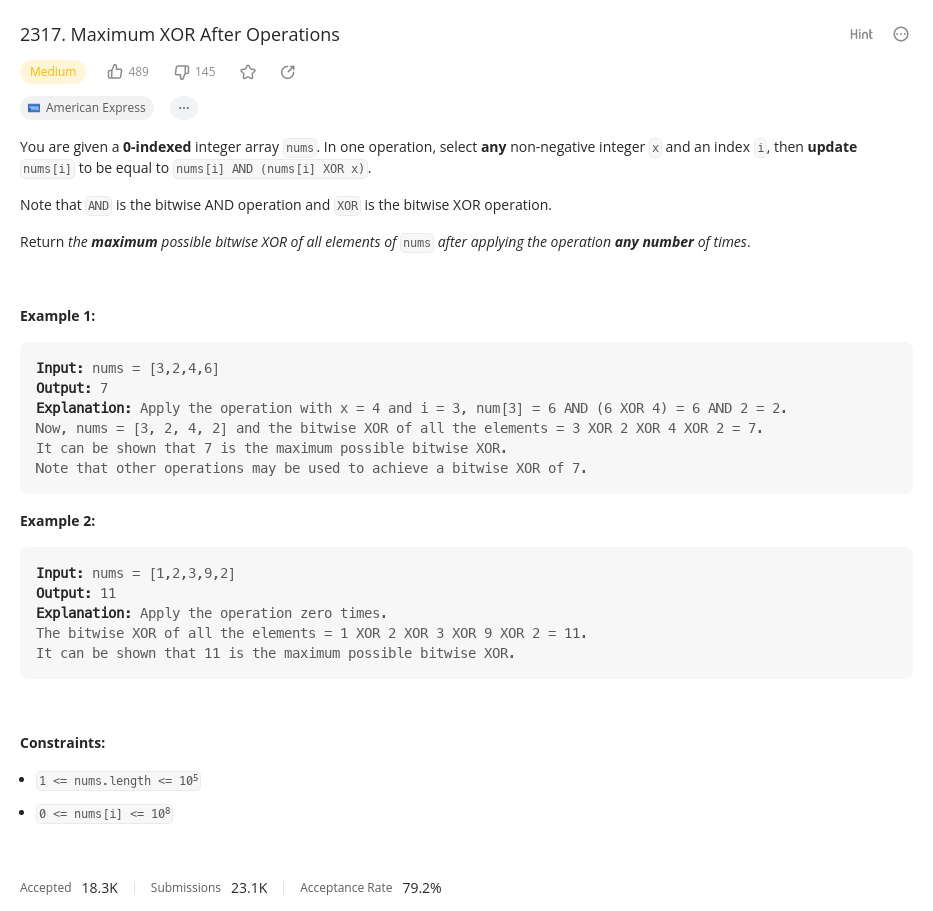 2317. Maximum XOR After Operations
Hint
Medium 489 145
American Express ...
You are given a 0-indexed integer array nums. In one operation, select any non-negative integer x and an index i, then update
nums[i] to be equal to nums[i] AND (nums[i] XOR x).
Note that AND is the bitwise AND operation and XOR is the bitwise XOR operation.
Return the maximum possible bitwise XOR of all elements of nums after applying the operation any number of times.
Example 1:
Input: nums = [3,2,4,6]
Output: 7
Explanation: Apply the operation with x = 4 and i = 3, num[3] = 6 AND (6 XOR 4) = 6 AND 2 = 2.
Now, nums = [3, 2, 4, 2] and the bitwise XOR of all the elements = 3 XOR 2 XOR 4 XOR 2 = 7.
It can be shown that 7 is the maximum possible bitwise XOR.
Note that other operations may be used to achieve a bitwise XOR of 7.
Example 2:
Input: nums = [1,2,3,9,2]
Output: 11
Explanation: Apply the operation zero times.
The bitwise XOR of all the elements = 1 XOR 2 XOR 3 XOR 9 XOR 2 = 11.
It can be shown that 11 is the maximum possible bitwise XOR.
Constraints:
• 1 <= nums.length <= 10⁵
• 0 <= nums[i] <= 10⁸
Accepted 18.3K Submissions 23.1K Acceptance Rate 79.2%